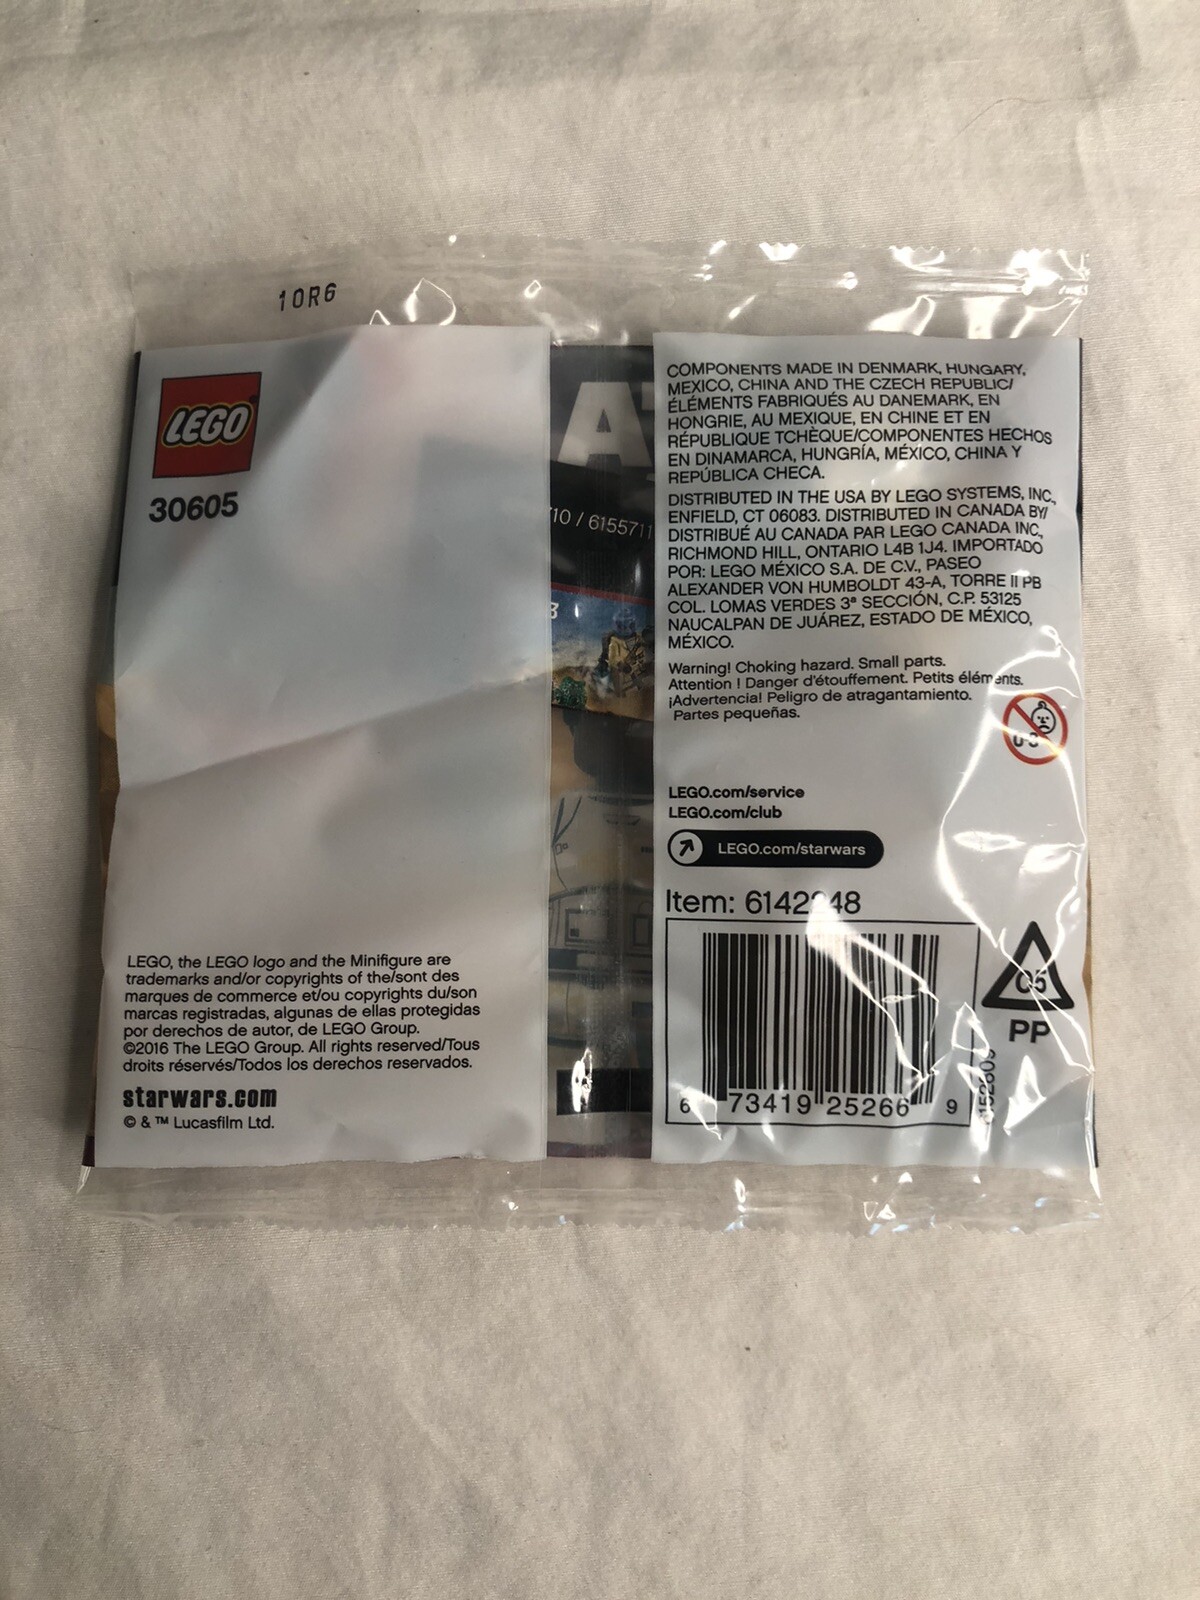 10R6
LEGO
30605
LEGO, the LEGO logo and the Minifigure are
trademarks and/or copyrights of the/sont des
marques de commerce et/ou copyrights du/son
marcas registradas, algunas de ellas protegidas
por derechos de autor, de LEGO Group.
©2016 The LEGO Group. All rights reserved/Tous
droits réservés/Todos los derechos reservados.
starwars.com
© & ™ Lucasfilm Ltd.
A
10 / 6155711
COMPONENTS MADE IN DENMARK, HUNGARY,
MEXICO, CHINA AND THE CZECH REPUBLIC/
ÉLÉMENTS FABRIQUÉS AU DANEMARK, EN
HONGRIE, AU MEXIQUE, EN CHINE ET EN
RÉPUBLIQUE TCHÈQUE/COMPONENTES HECHOS
EN DINAMARCA, HUNGRÍA, MÉXICO, CHINA Y
REPÚBLICA CHECA.
DISTRIBUTED IN THE USA BY LEGO SYSTEMS, INC.,
ENFIELD, CT 06083. DISTRIBUTED IN CANADA BY/
DISTRIBUÉ AU CANADA PAR LEGO CANADA INC.,
RICHMOND HILL, ONTARIO L4B 1J4. IMPORTADO
POR: LEGO MÉXICO S.A. DE C.V., PASEO
ALEXANDER VON HUMBOLDT 43-A, TORRE II PB
COL. LOMAS VERDES 3ª SECCIÓN, C.P. 53125
NAUCALPAN DE JUÁREZ, ESTADO DE MÉXICO,
MÉXICO.
Warning! Choking hazard. Small parts.
Attention ! Danger d'étouffement. Petits éléments.
¡Advertencia! Peligro de atragantamiento.
Partes pequeñas.
0-3
LEGO.com/service
LEGO.com/club
LEGO.com/starwars
Item:
6 73419 25266 9
05
PP